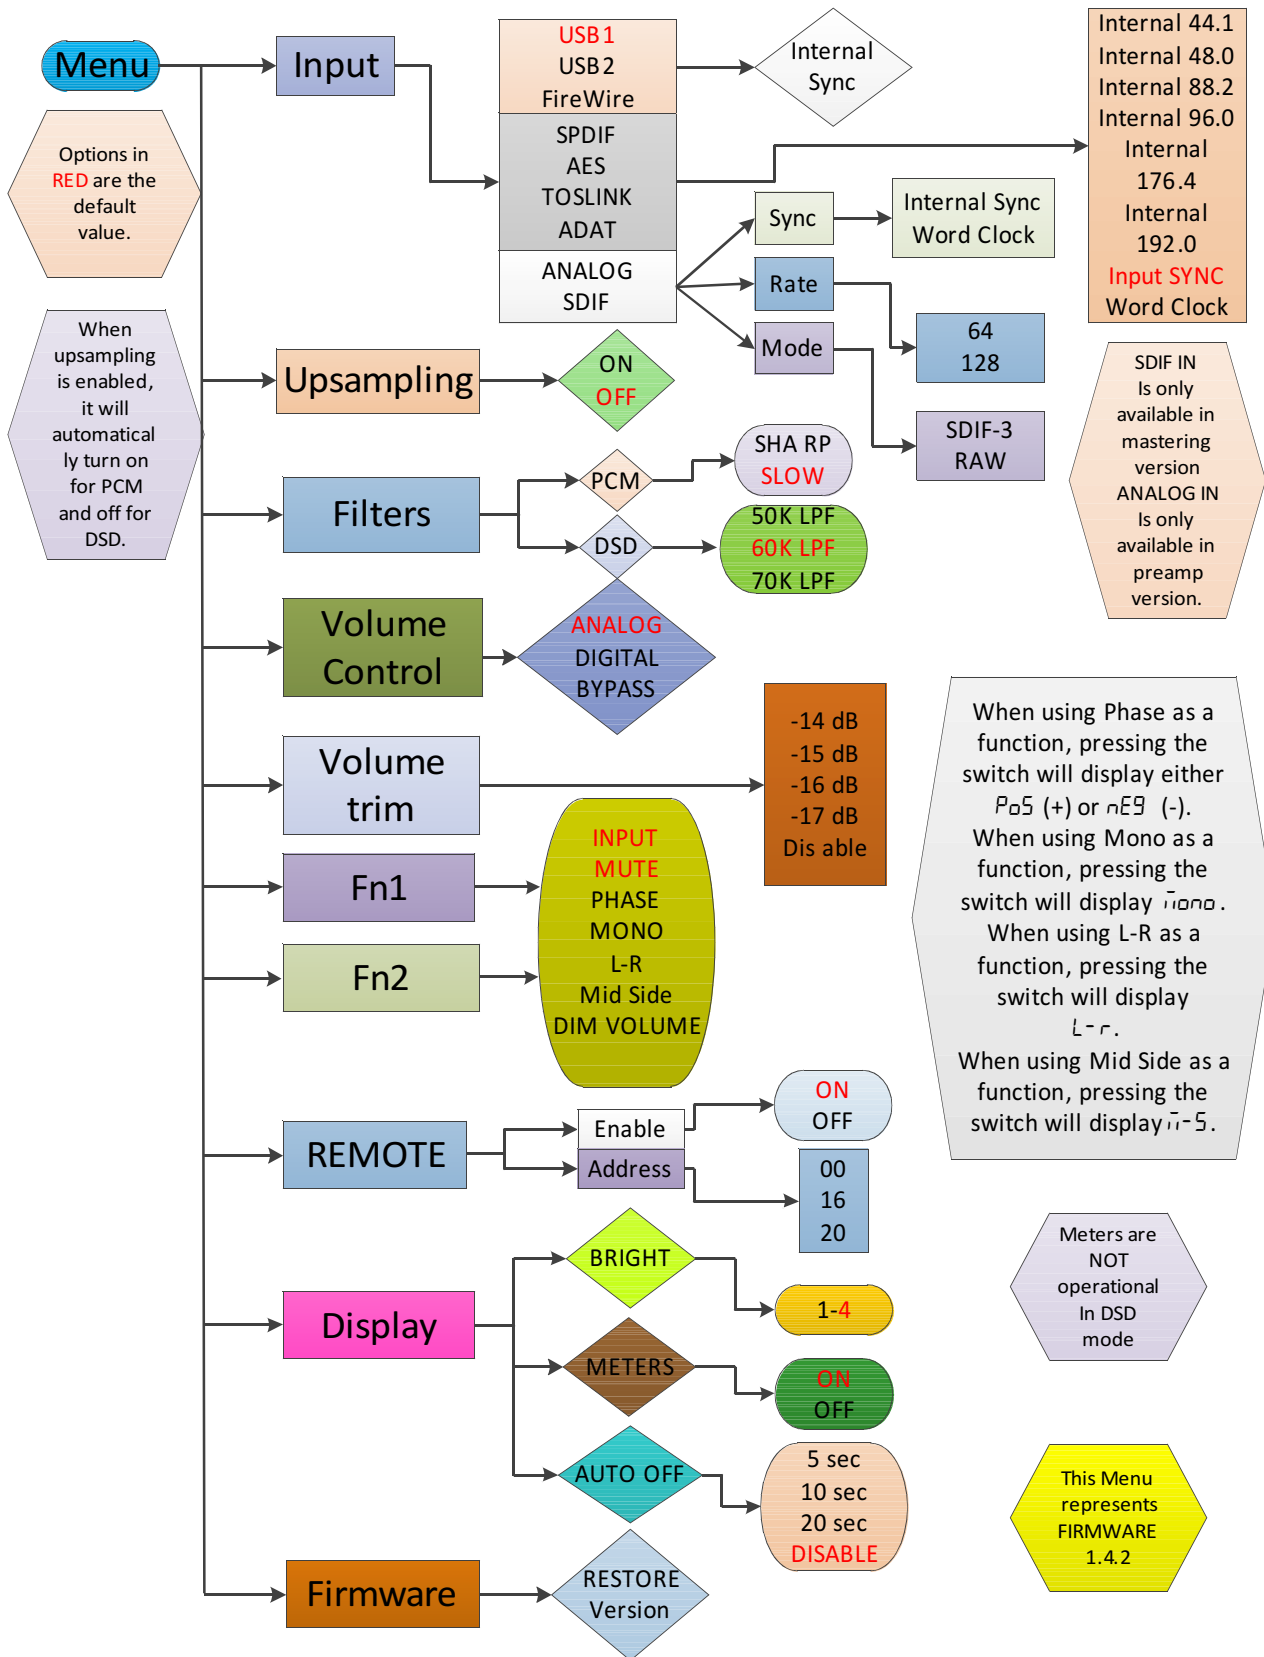 Menu
Input
USB1
USB2
FireWire
SPDIF
AES
TOSLINK
ADAT
ANALOG
SDIF
Internal
Sync
Internal 44.1
Internal 48.0
Internal 88.2
Internal 96.0
Internal
176.4
Internal
192.0
Input SYNC
Word Clock
Sync
Internal Sync
Word Clock
Rate
64
128
Mode
SDIF-3
RAW
Options in
RED are the
default
value.
When
upsampling
is enabled,
it will
automatical
ly turn on
for PCM
and off for
DSD.
Upsampling
ON
OFF
SDIF IN
Is only
available in
mastering
version
ANALOG IN
Is only
available in
preamp
version.
Filters
PCM
SHA RP
SLOW
DSD
50K LPF
60K LPF
70K LPF
Volume
Control
ANALOG
DIGITAL
BYPASS
Volume
trim
-14 dB
-15 dB
-16 dB
-17 dB
Dis able
Fn1
Fn2
INPUT
MUTE
PHASE
MONO
L-R
Mid Side
DIM VOLUME
When using Phase as a
function, pressing the
switch will display either
PoS (+) or nEg (-).
When using Mono as a
function, pressing the
switch will display mono.
When using L-R as a
function, pressing the
switch will display
L-r.
When using Mid Side as a
function, pressing the
switch will display m-S.
REMOTE
Enable
ON
OFF
Address
00
16
20
Display
BRIGHT
1-4
METERS
ON
OFF
AUTO OFF
5 sec
10 sec
20 sec
DISABLE
Meters are
NOT
operational
In DSD
mode
Firmware
RESTORE
Version
This Menu
represents
FIRMWARE
1.4.2